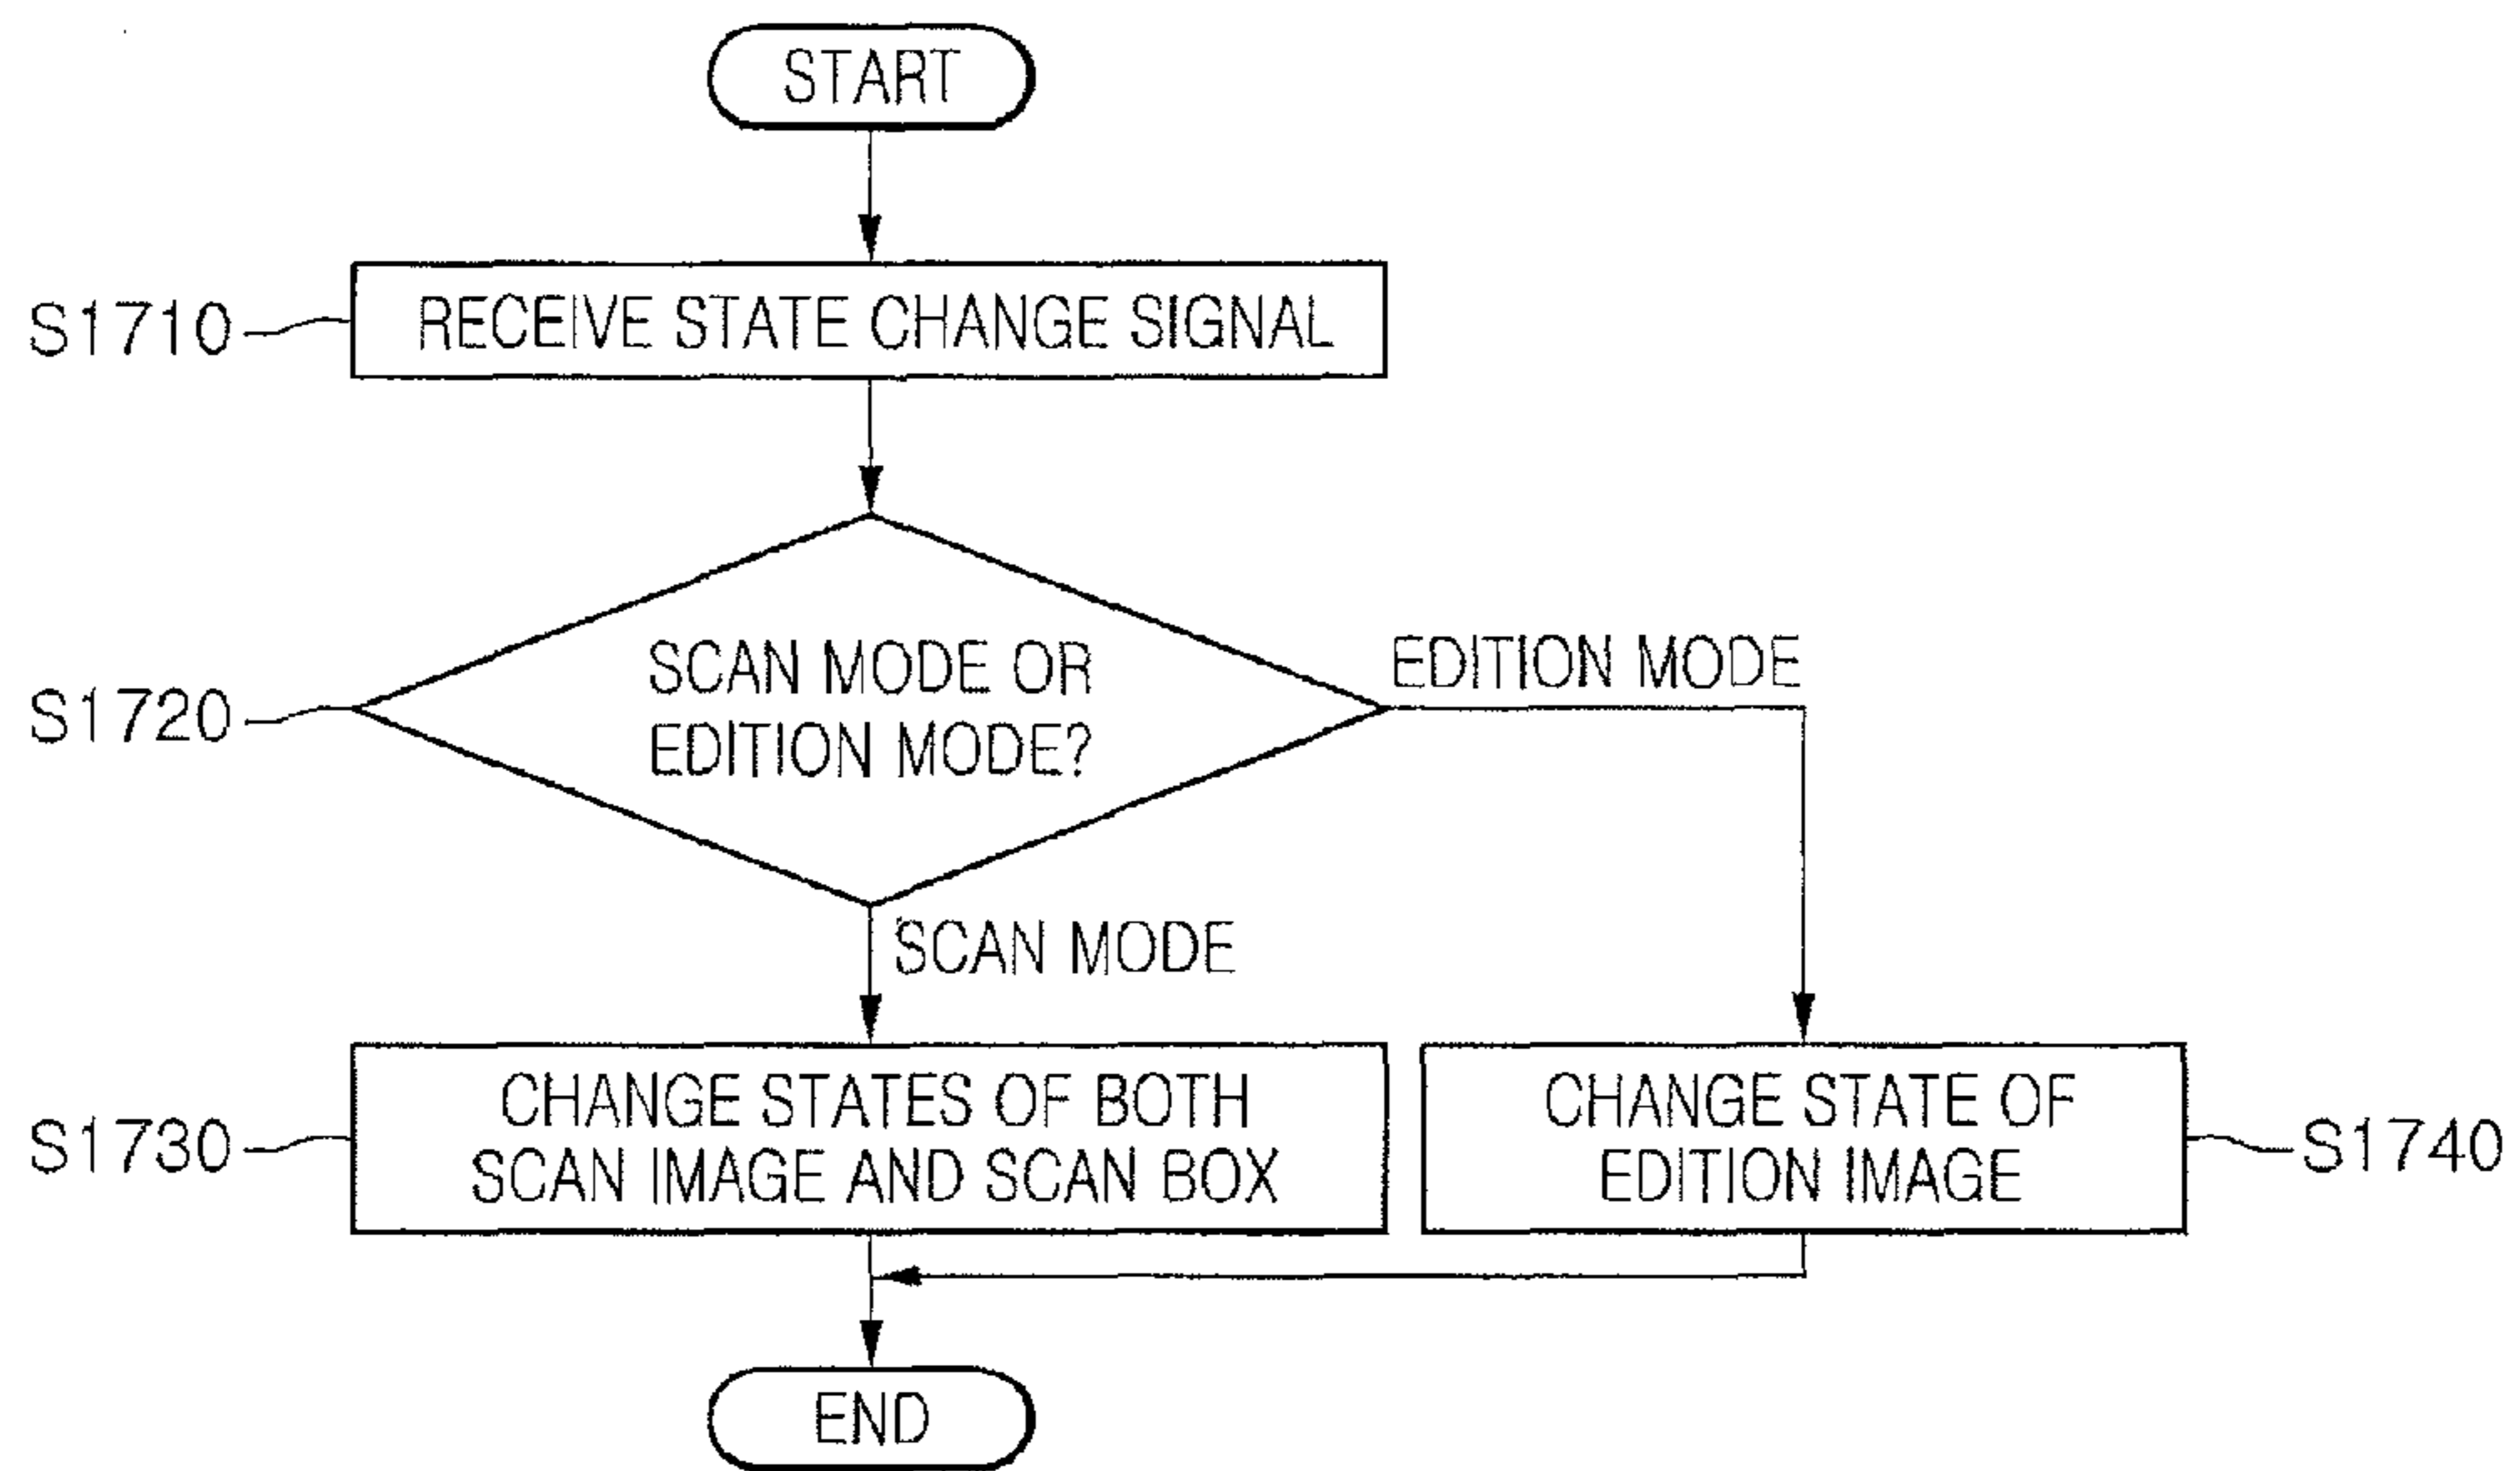 START
S1710
RECEIVE STATE CHANGE SIGNAL
S1720
SCAN MODE OR
EDITION MODE?
EDITION MODE
SCAN MODE
S1730
CHANGE STATES OF BOTH
SCAN IMAGE AND SCAN BOX
CHANGE STATE OF
EDITION IMAGE
S1740
END